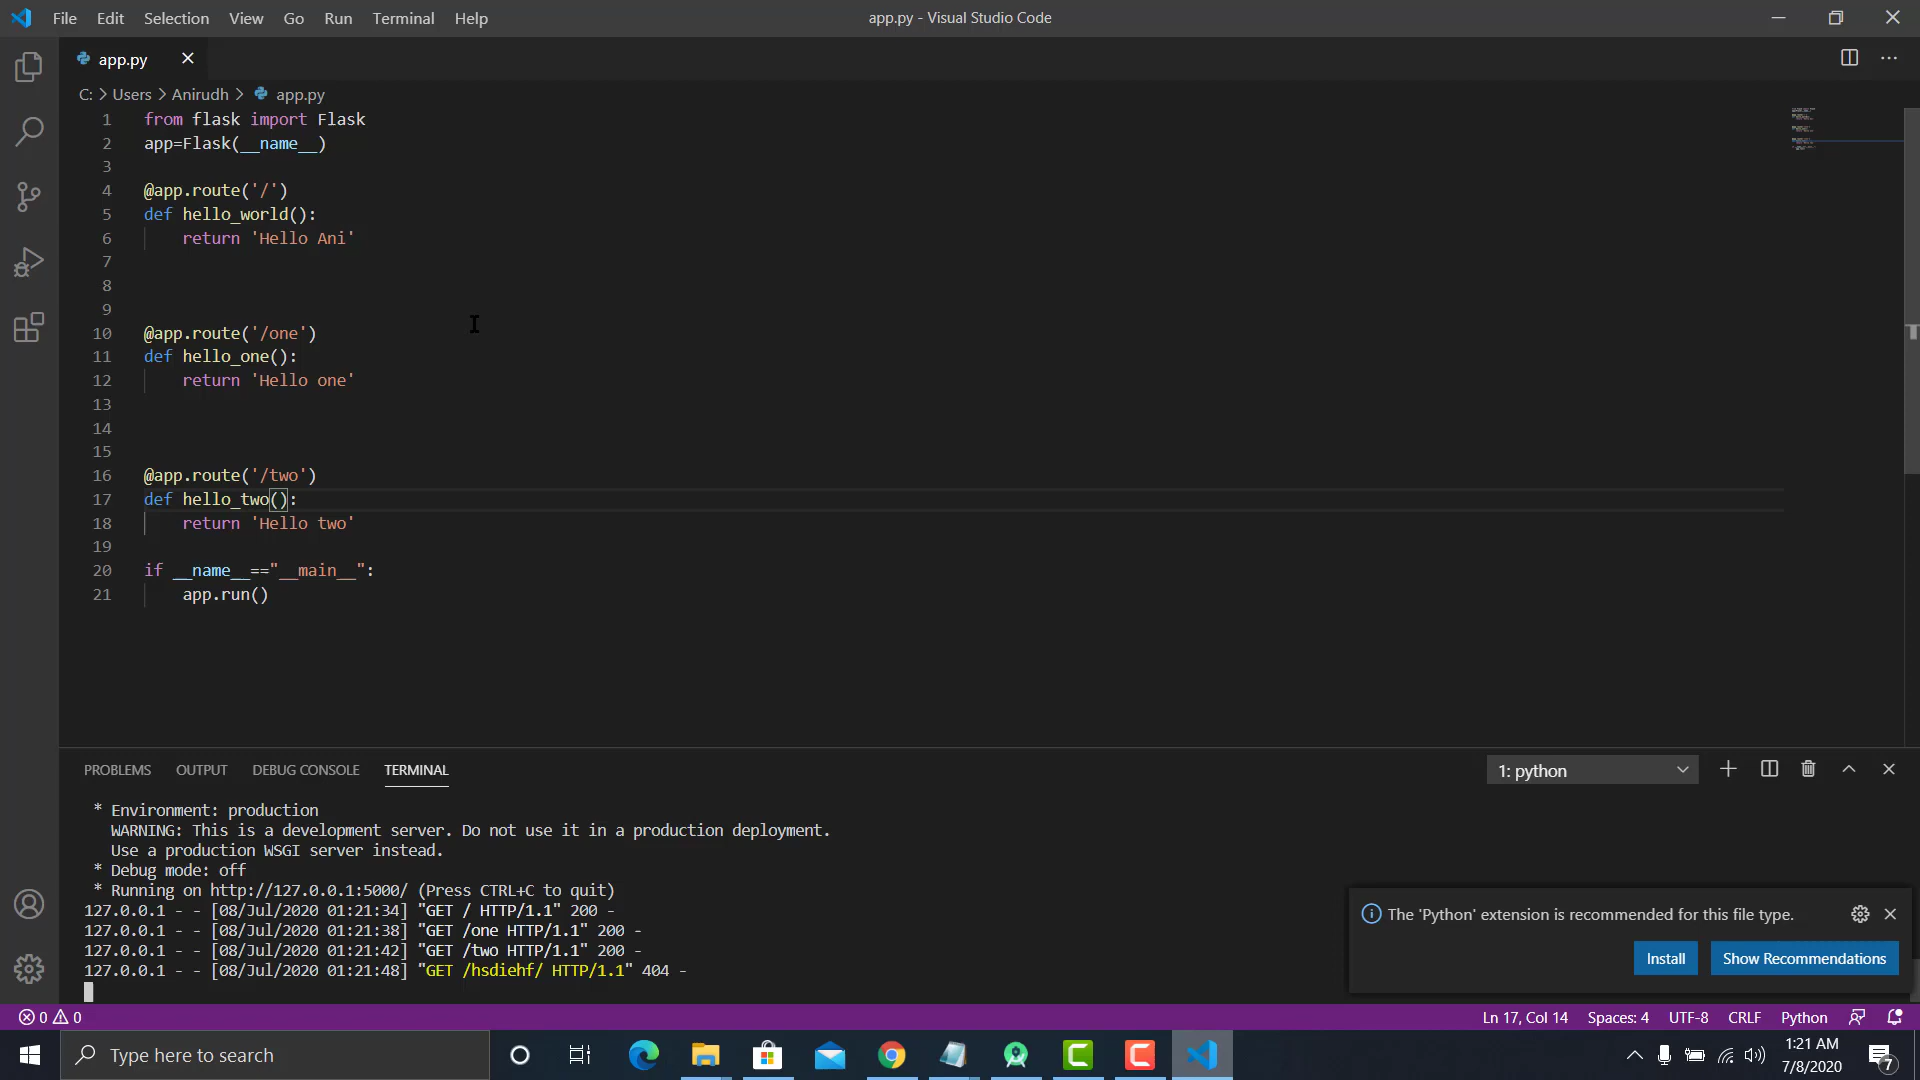 File Edit Selection View Go Run Terminal Help
app.py - Visual Studio Code
app.py
C: > Users > Anirudh > app.py
1 from flask import Flask
2 app=Flask(__name__)
3
4 @app.route('/')
5 def hello_world():
6 return 'Hello Ani'
7
8
9
10 @app.route('/one')
11 def hello_one():
12 return 'Hello one'
13
14
15
16 @app.route('/two')
17 def hello_two():
18 return 'Hello two'
19
20 if __name__=="__main__":
21 app.run()
PROBLEMS OUTPUT DEBUG CONSOLE TERMINAL
1: python
* Environment: production
WARNING: This is a development server. Do not use it in a production deployment.
Use a production WSGI server instead.
* Debug mode: off
* Running on http://127.0.0.1:5000/ (Press CTRL+C to quit)
127.0.0.1 - - [08/Jul/2020 01:21:34] "GET / HTTP/1.1" 200 -
127.0.0.1 - - [08/Jul/2020 01:21:38] "GET /one HTTP/1.1" 200 -
127.0.0.1 - - [08/Jul/2020 01:21:42] "GET /two HTTP/1.1" 200 -
127.0.0.1 - - [08/Jul/2020 01:21:48] "GET /hsdiehf/ HTTP/1.1" 404 -
The 'Python' extension is recommended for this file type.
Install Show Recommendations
0 0
Ln 17, Col 14 Spaces: 4 UTF-8 CRLF Python
Type here to search
1:21 AM
7/8/2020
7